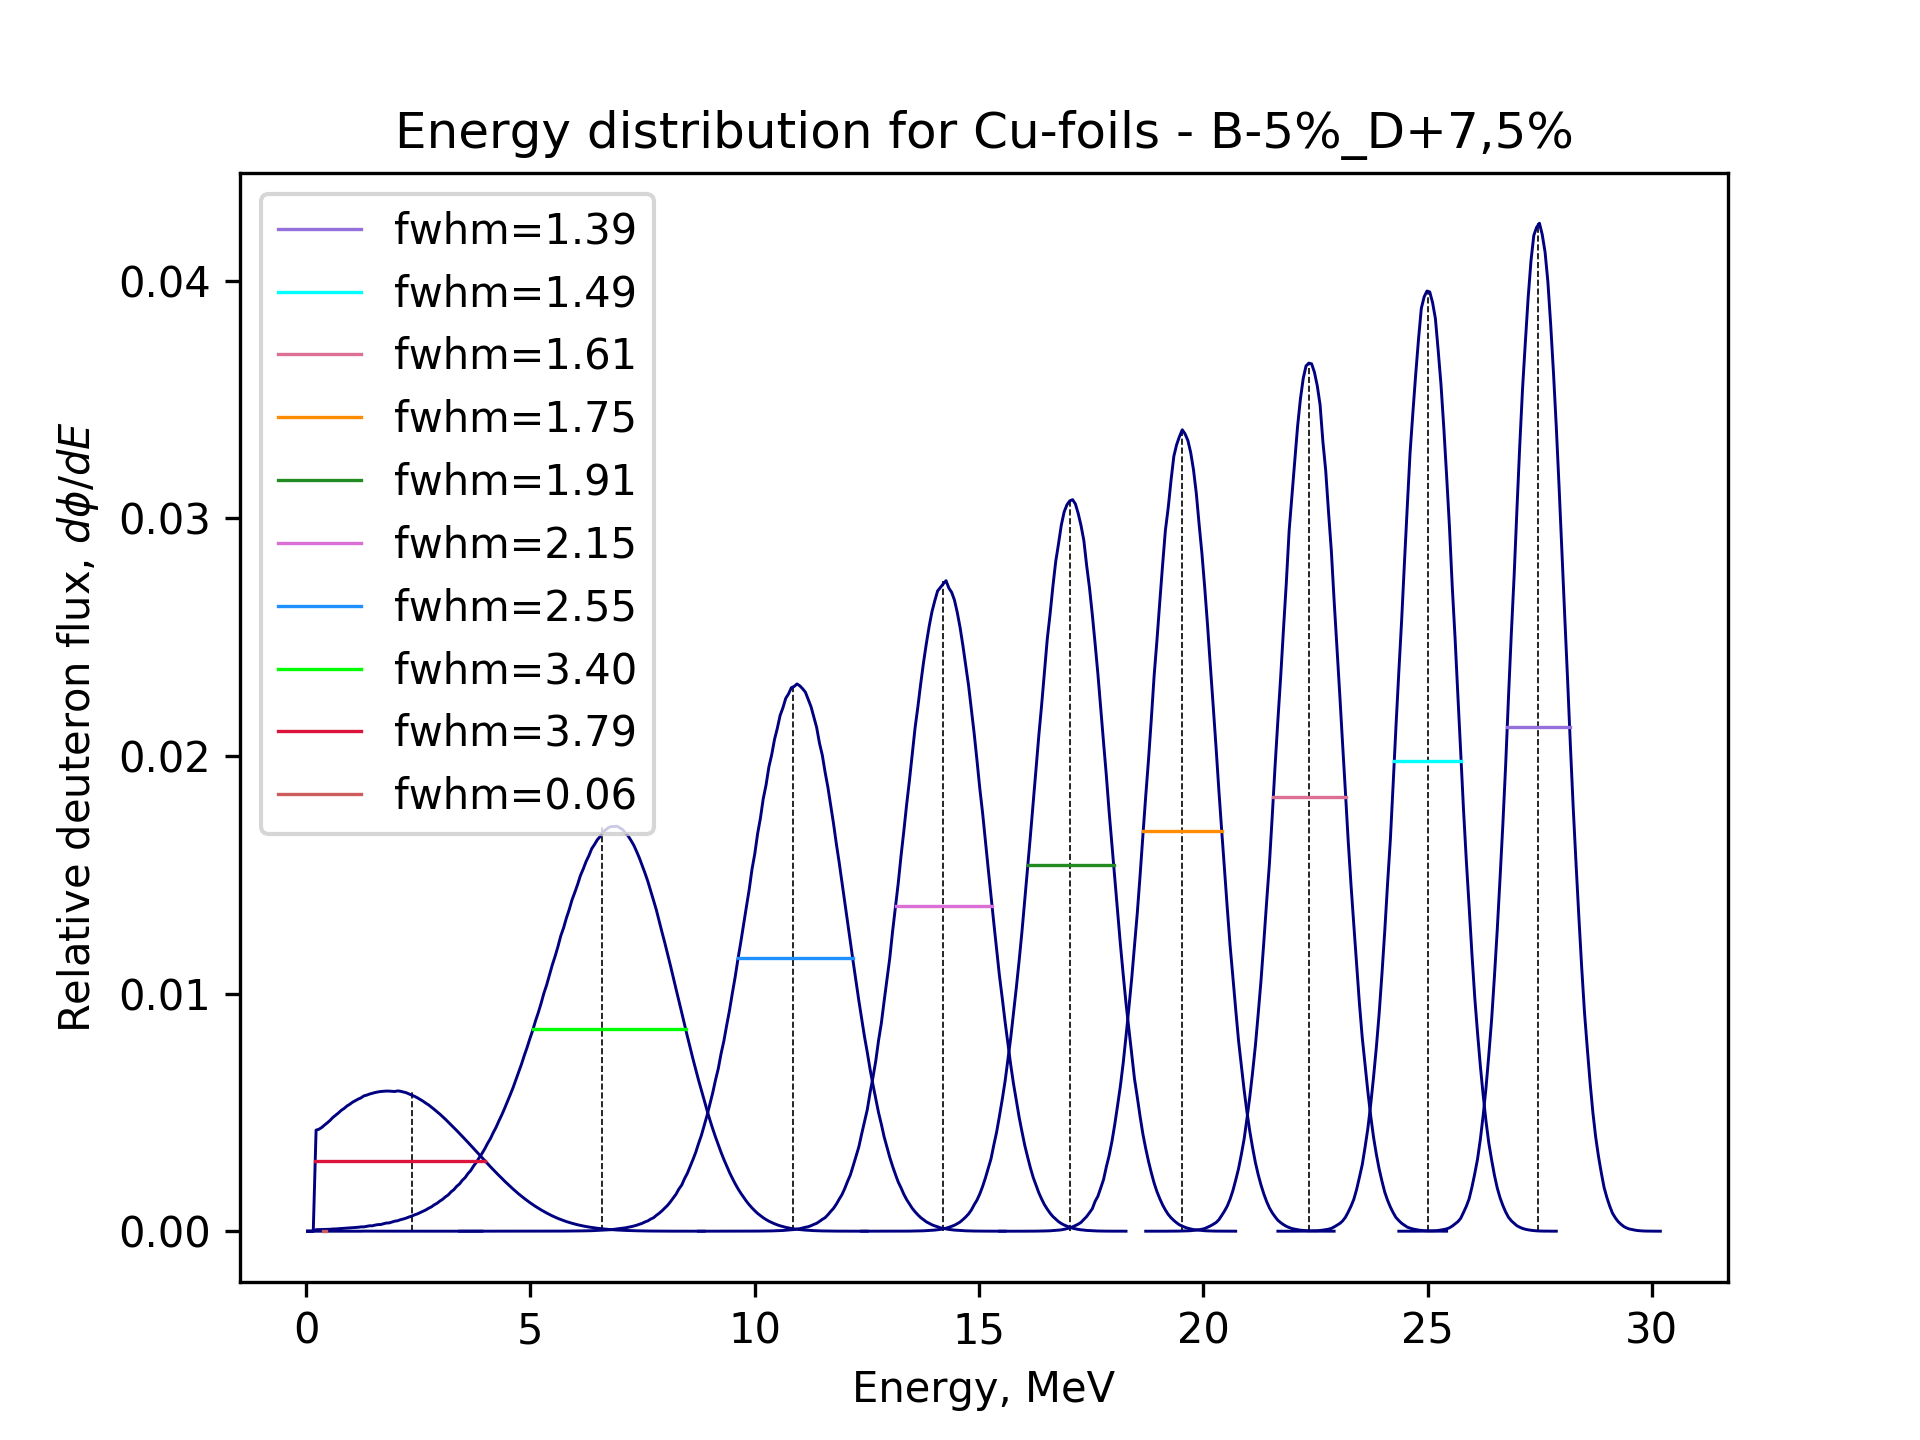 Energy distribution for Cu-foils - B-5%_D+7,5%
fwhm=1.39
fwhm=1.49
fwhm=1.61
fwhm=1.75
fwhm=1.91
fwhm=2.15
fwhm=2.55
fwhm=3.40
fwhm=3.79
fwhm=0.06
Relative deuteron flux, dϕ/dE
0.04
0.03
0.02
0.01
0.00
0 5 10 15 20 25 30
Energy, MeV